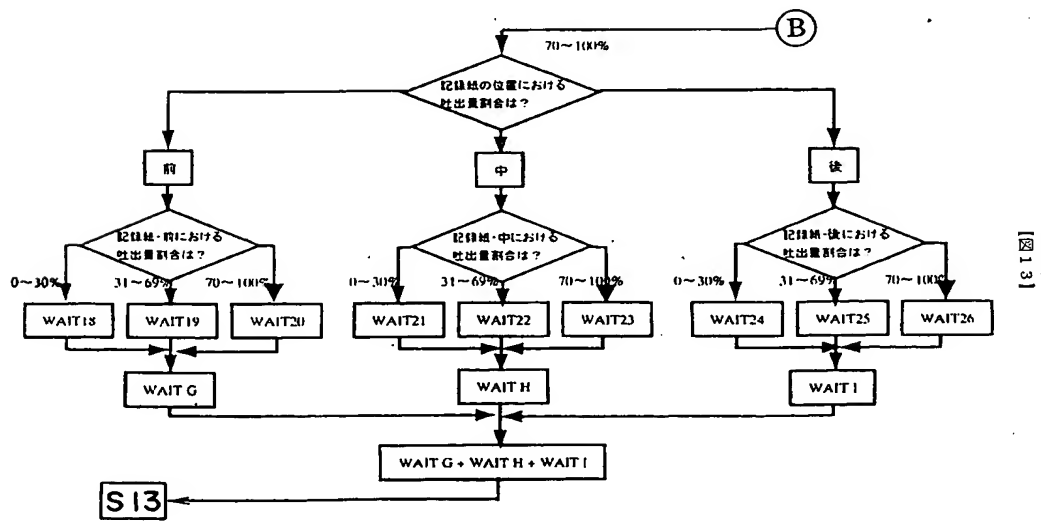 B
70～100%
記録紙の位置における
吐出量割合は？
前
中
後
記録紙・前における
吐出量割合は？
記録紙・中における
吐出量割合は？
記録紙・後における
吐出量割合は？
0～30%
31～69%
70～100%
0～30%
31～69%
70～100%
0～30%
31～69%
70～100%
WAIT18
WAIT19
WAIT20
WAIT21
WAIT22
WAIT23
WAIT24
WAIT25
WAIT26
WAIT G
WAIT H
WAIT I
WAIT G + WAIT H + WAIT I
S13
【図13】